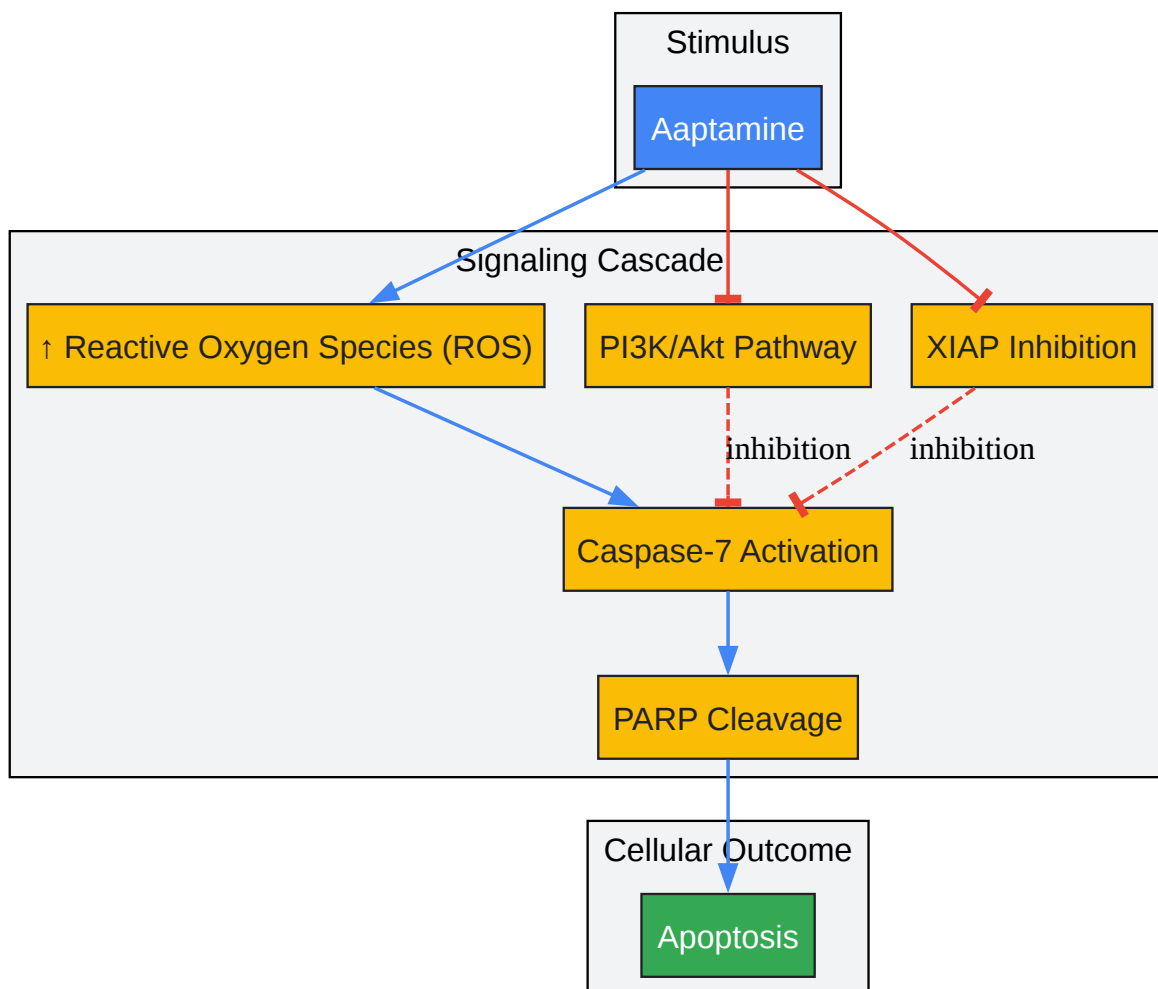 Stimulus
Aaptamine
Signaling Cascade
↑ Reactive Oxygen Species (ROS)
PI3K/Akt Pathway
XIAP Inhibition
inhibition
inhibition
Caspase-7 Activation
PARP Cleavage
Cellular Outcome
Apoptosis